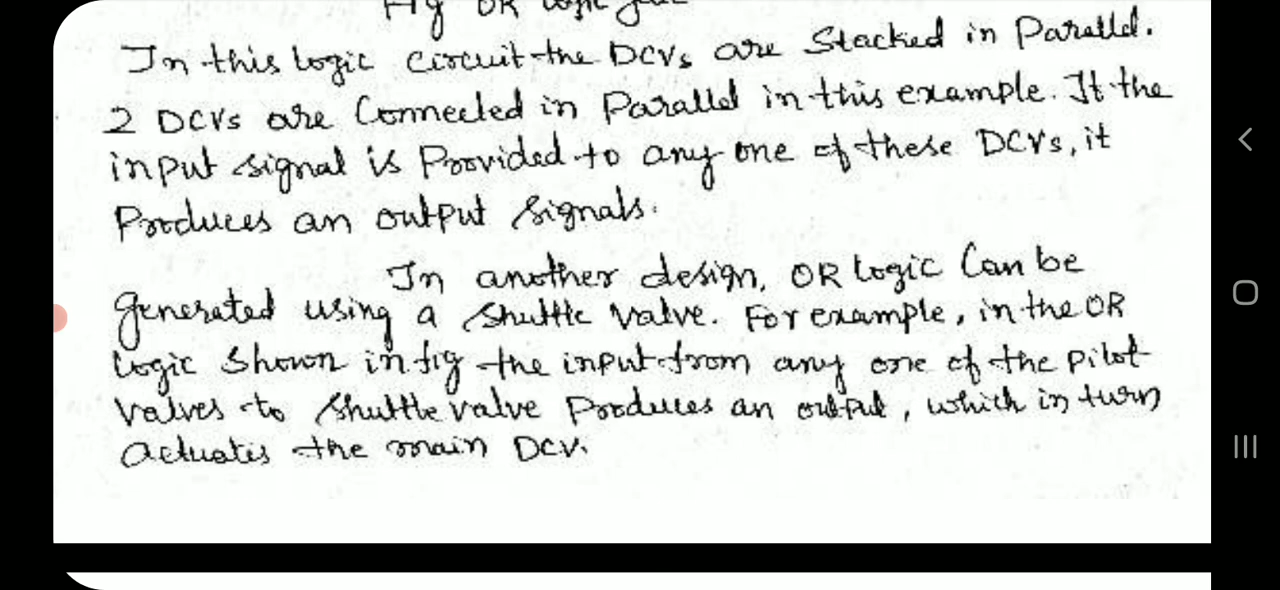 Fig OR logic gate
In this logic circuit the DCVs are Stacked in Parallel.
2 DCVs are Connected in Parallel in this example. If the
input signal is Provided to any one of these DCVs, it
Produces an output signals.
In another design, OR logic Can be
generated using a shuttle valve. For example, in the OR
logic shown in fig the input from any one of the pilot
valves to shuttle valve Produces an output, which in turn
actuates the main DCV.